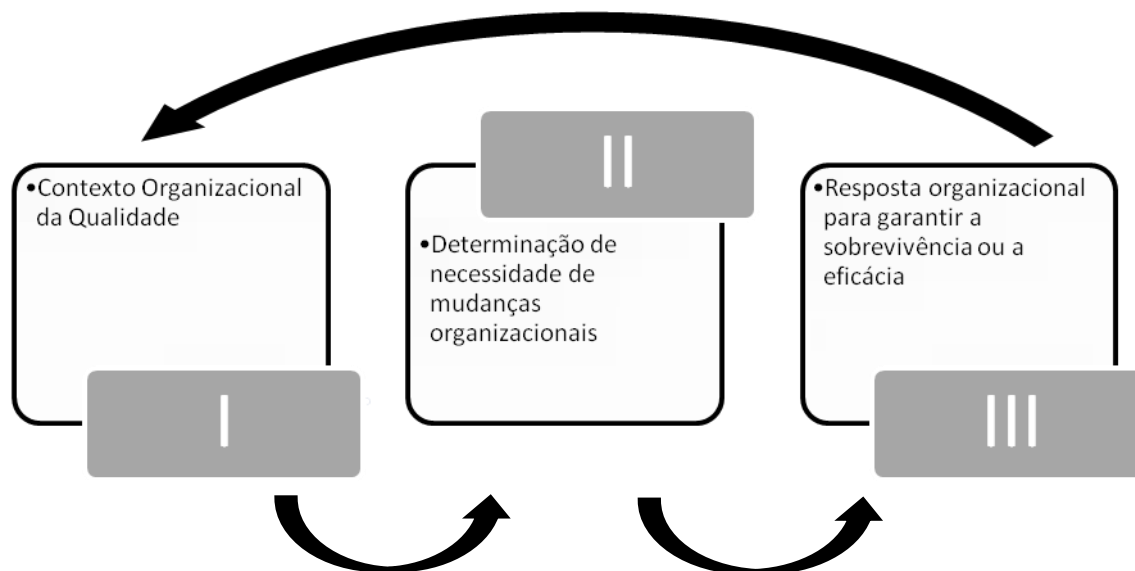 •Contexto Organizacional
da Qualidade
I
II
•Determinação de
necessidade de
mudanças
organizacionais
•Resposta organizacional
para garantir a
sobrevivência ou a
eficácia
III